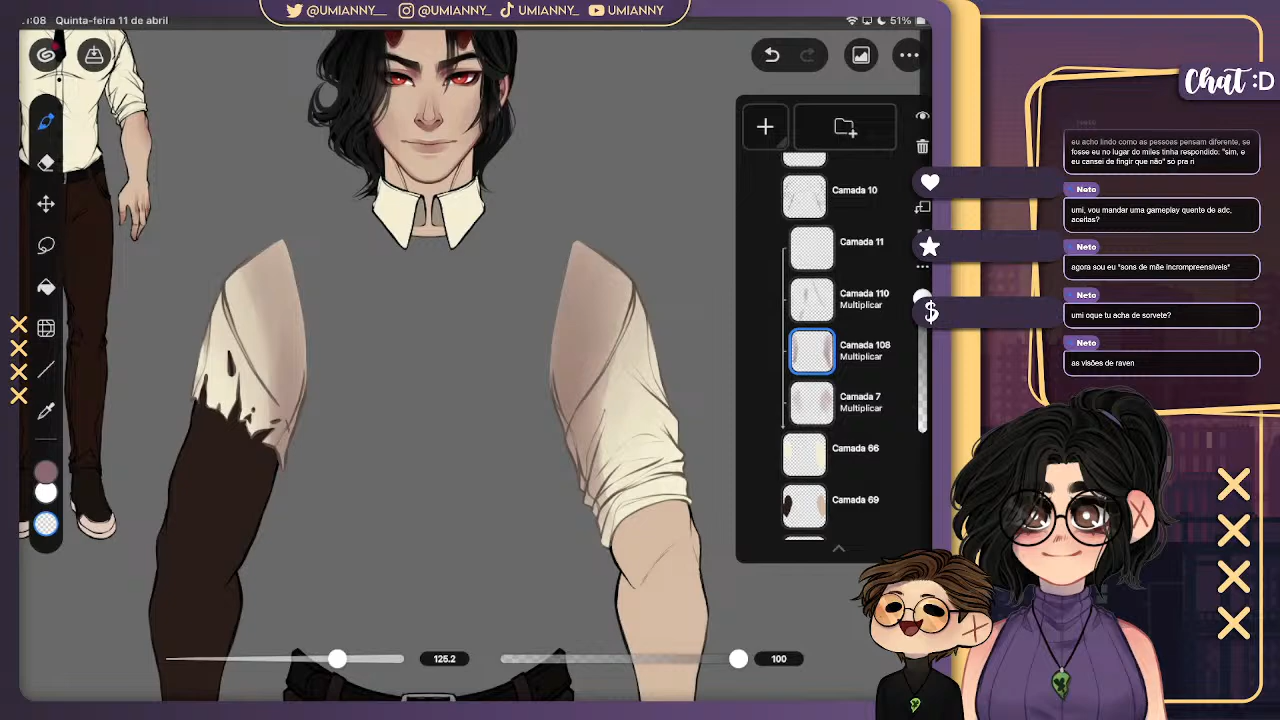 @UMIANNY__ @UMIANNY_ UMIANNY_ UMIANNY
:08 Quinta-feira 11 de abril
51%
Chat :D
eu acho lindo como as pessoas pensam diferente, se
fosse eu no lugar do miles tinha respondido: "sim, e
eu cansei de fingir que não" só pra ri
Neto
umi, vou mandar uma gameplay quente de adc,
aceitas?
Neto
agora sou eu "sons de mãe incrompreensiveis"
Neto
umi oque tu acha de sorvete?
Neto
as visões de raven
Camada 10
Camada 11
Camada 110
Multiplicar
Camada 108
Multiplicar
Camada 7
Multiplicar
Camada 66
Camada 69
$
125.2
100